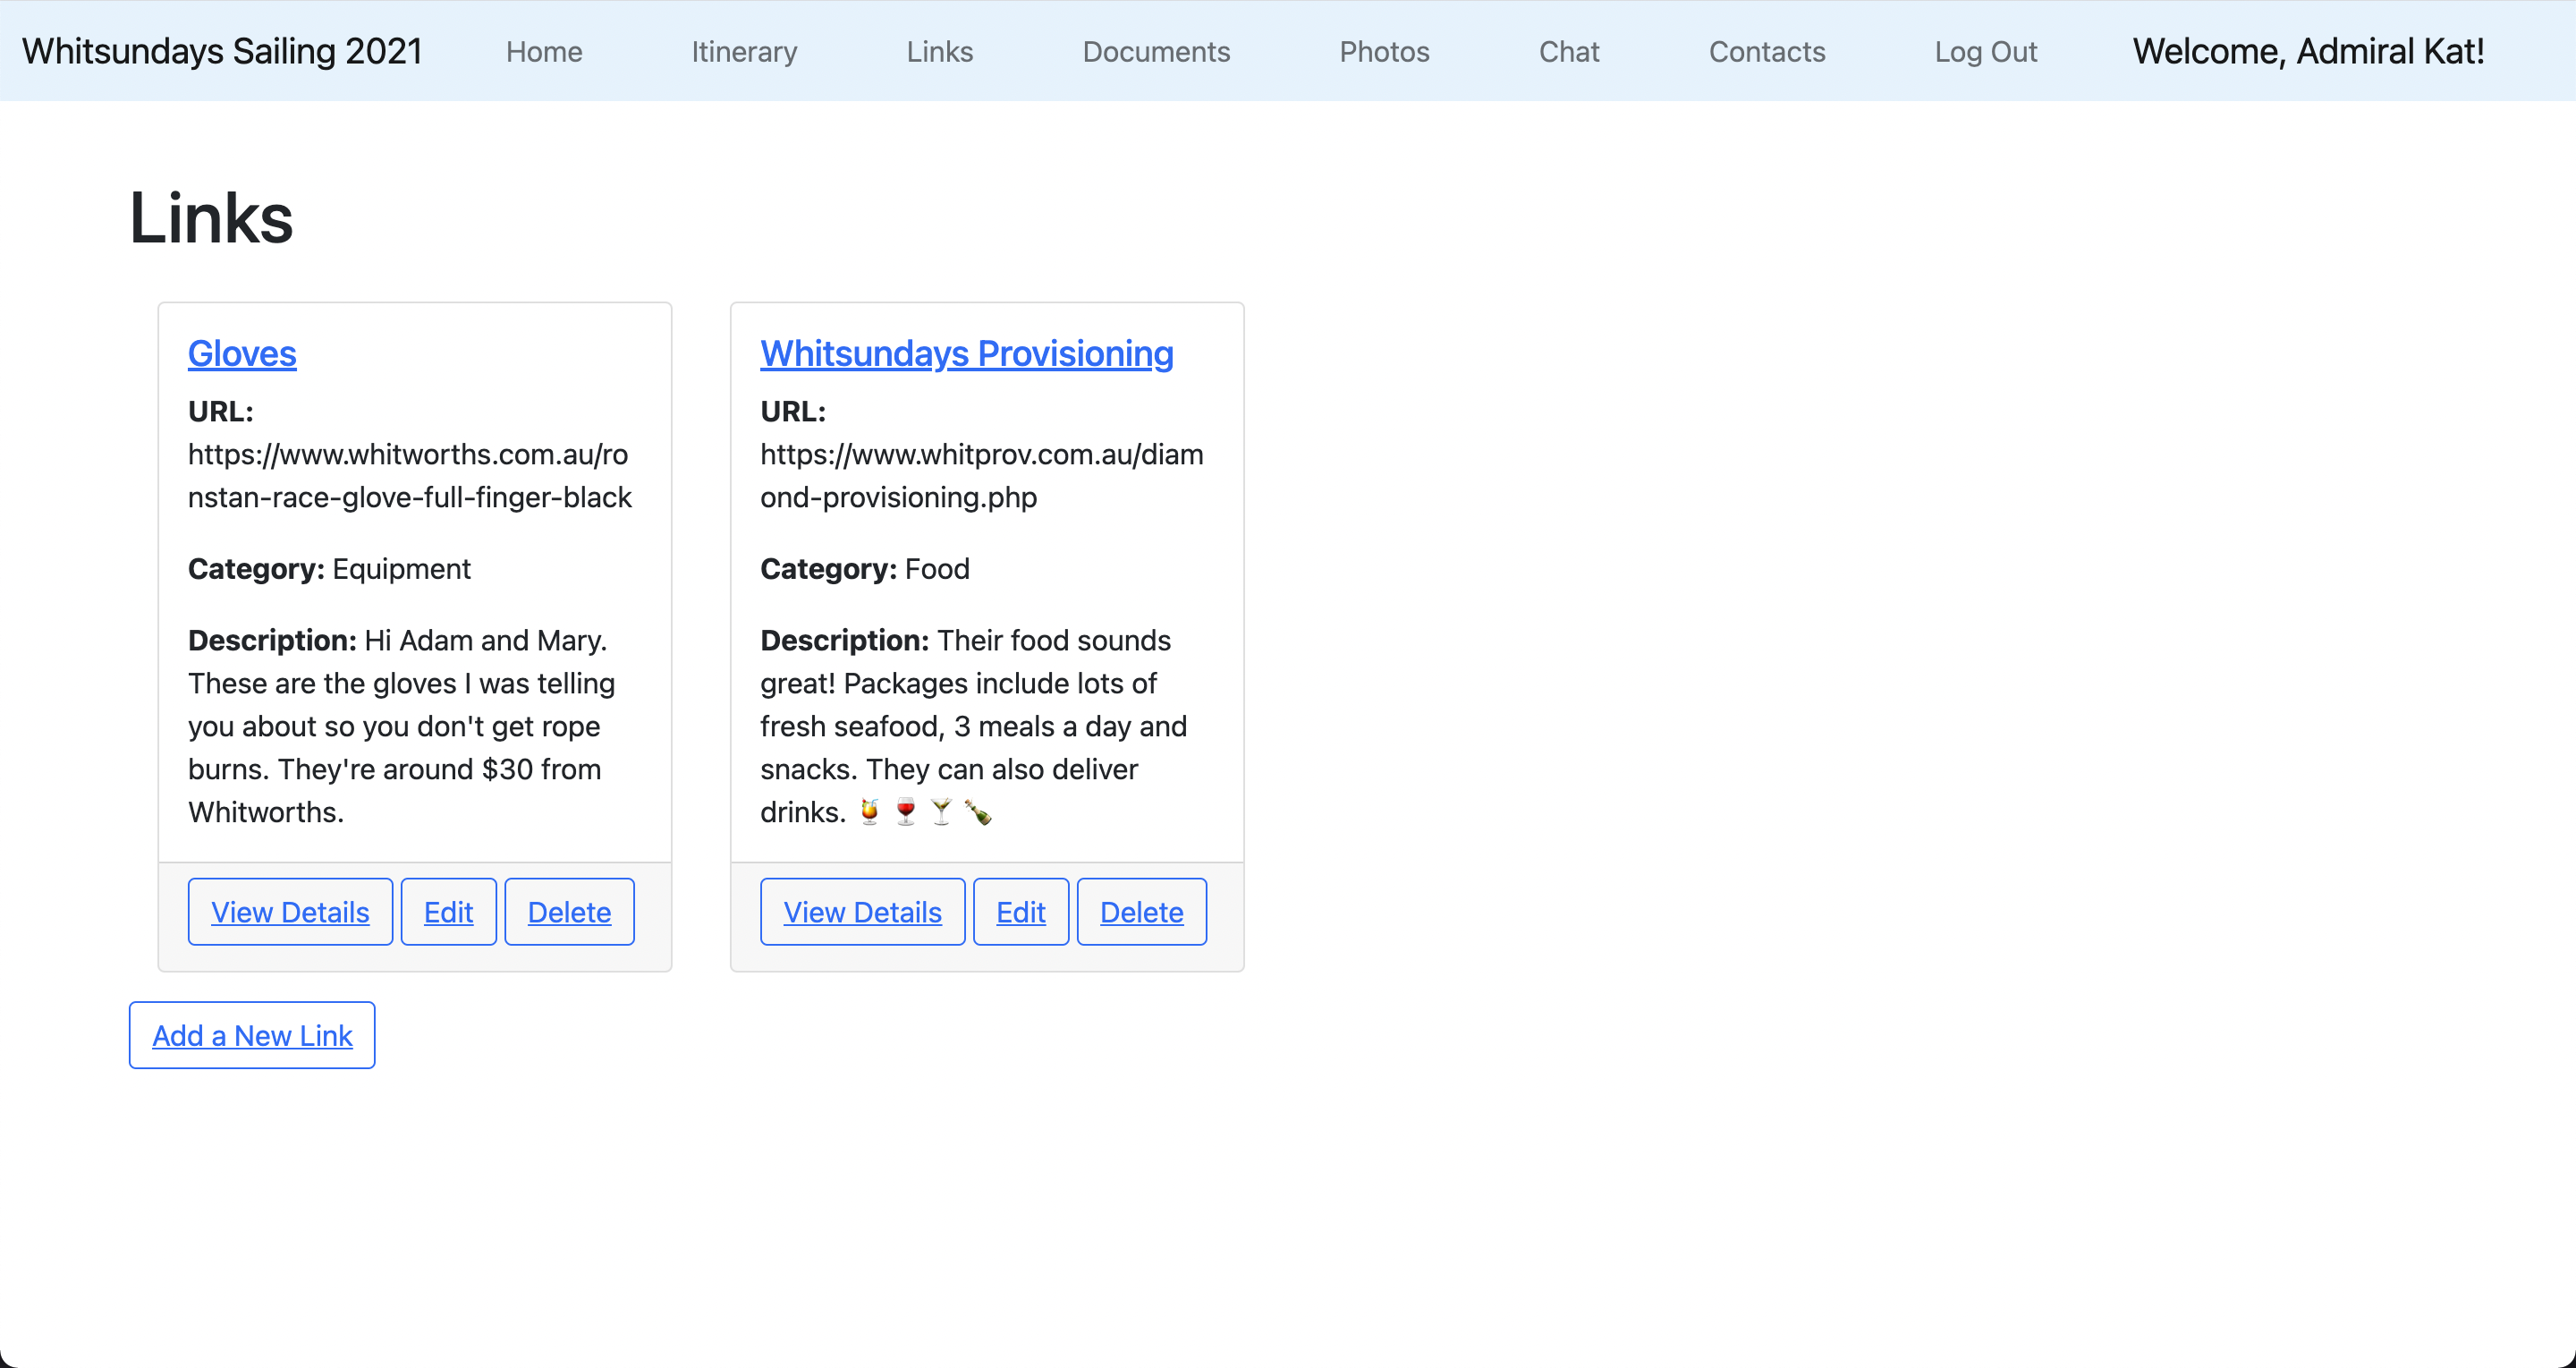 Whitsundays Sailing 2021 Home Itinerary Links Documents Photos Chat Contacts Log Out Welcome, Admiral Kat!
Links
Gloves
URL:
https://www.whitworths.com.au/ro
nstan-race-glove-full-finger-black
Category: Equipment
Description: Hi Adam and Mary.
These are the gloves I was telling
you about so you don't get rope
burns. They're around $30 from
Whitworths.
View Details Edit Delete
Whitsundays Provisioning
URL:
https://www.whitprov.com.au/diam
ond-provisioning.php
Category: Food
Description: Their food sounds
great! Packages include lots of
fresh seafood, 3 meals a day and
snacks. They can also deliver
drinks. 🍹 🍷 🍸 🍾
View Details Edit Delete
Add a New Link